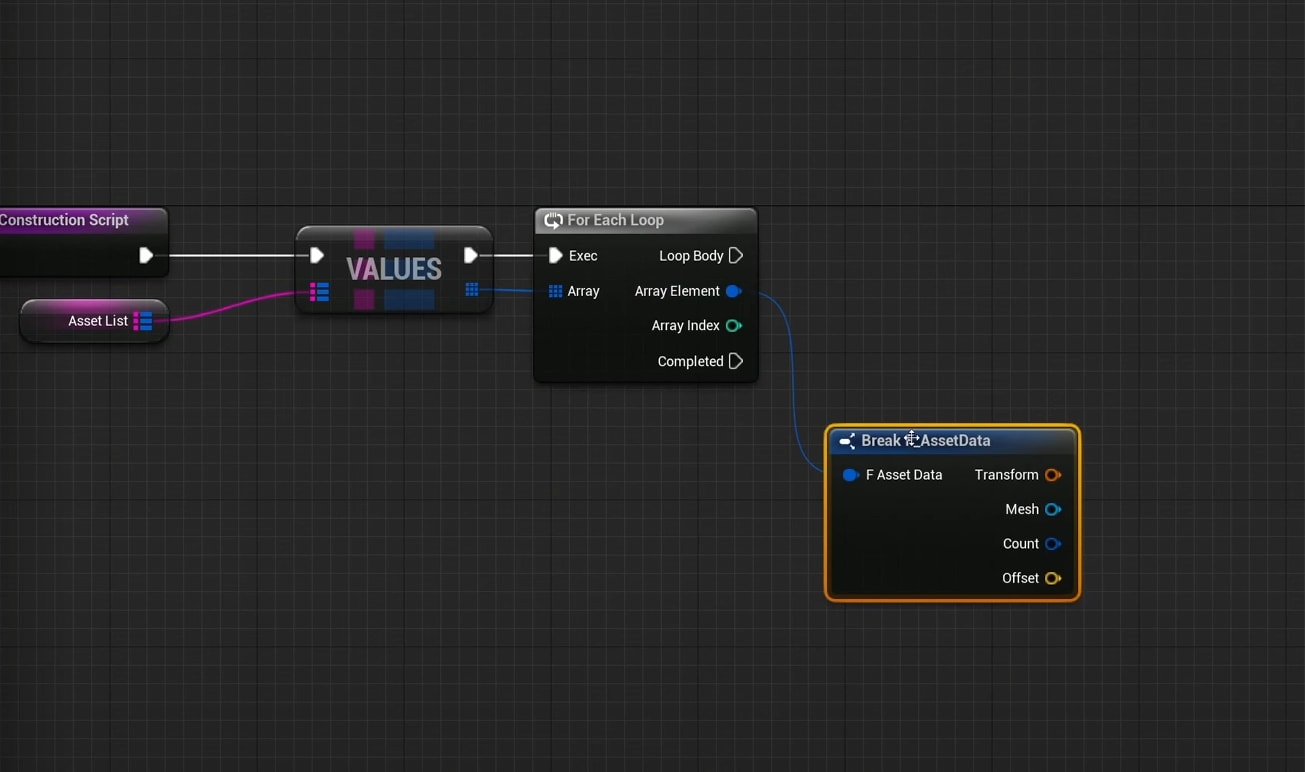 Construction Script
Asset List
VALUES
For Each Loop
Exec
Loop Body
Array
Array Element
Array Index
Completed
Break F_AssetData
F Asset Data
Transform
Mesh
Count
Offset